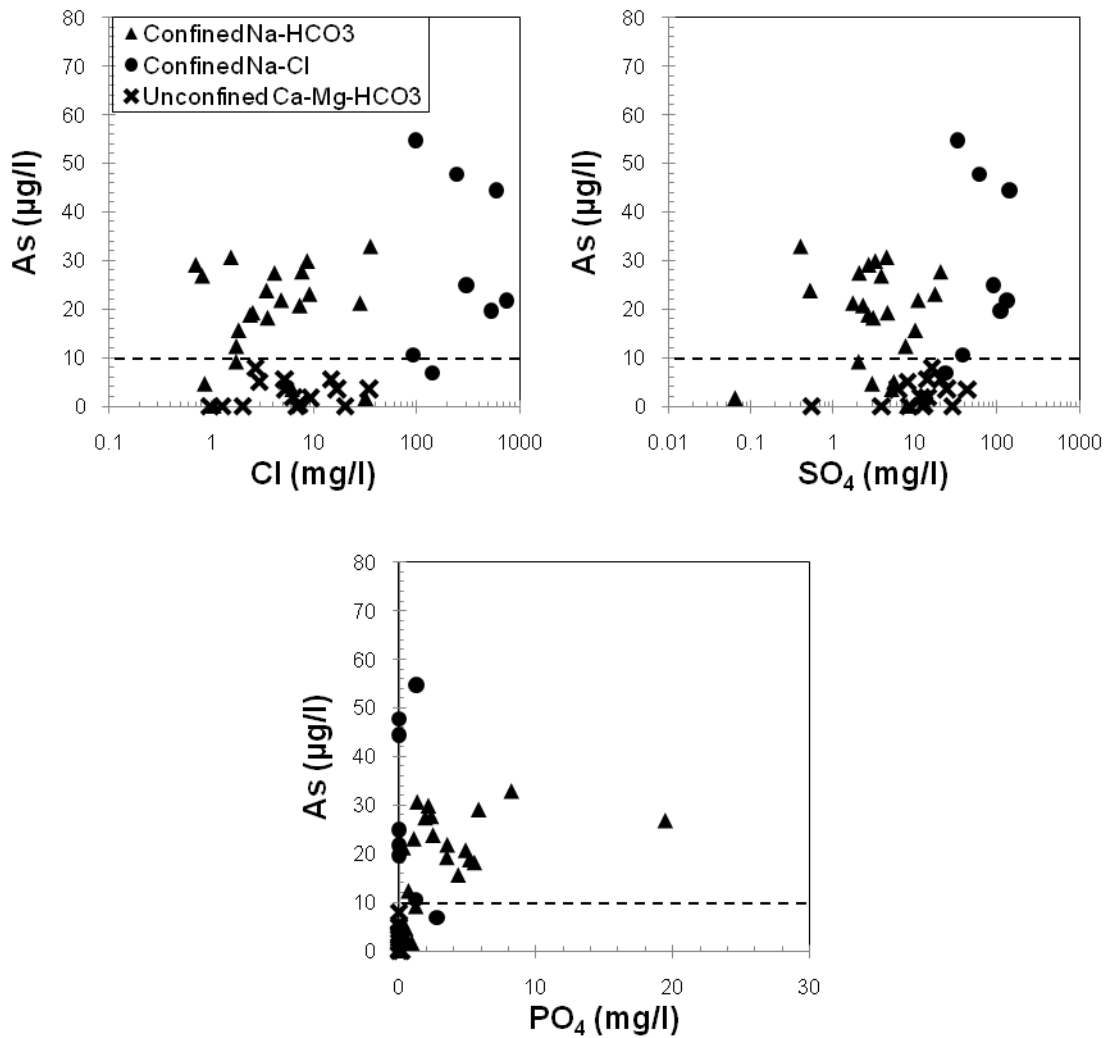 80
70
60
50
40
30
20
10
0
As (µg/l)
ConfinedNa-HCO3
ConfinedNa-Cl
Unconfined Ca-Mg-HCO3
0.1 1 10 100 1000
Cl (mg/l)
80
70
60
50
40
30
20
10
0
As (µg/l)
0.01 0.1 1 10 100 1000
SO₄ (mg/l)
80
70
60
50
40
30
20
10
0
As (µg/l)
0 10 20 30
PO₄ (mg/l)